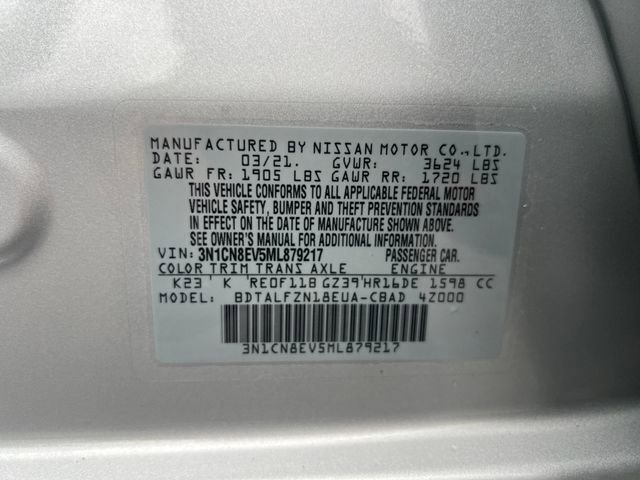 MANUFACTURED BY NISSAN MOTOR CO.,LTD.
DATE: 03/21. GVWR: 3624 LBS
GAWR FR: 1905 LBS GAWR RR: 1720 LBS
THIS VEHICLE CONFORMS TO ALL APPLICABLE FEDERAL MOTOR
VEHICLE SAFETY, BUMPER AND THEFT PREVENTION STANDARDS
IN EFFECT ON THE DATE OF MANUFACTURE SHOWN ABOVE.
SEE OWNER'S MANUAL FOR ADDITIONAL INFORMATION.
VIN: 3N1CN8EV5ML879217 PASSENGER CAR.
COLOR TRIM TRANS AXLE ENGINE
K23 ' K ' RE0F11B GZ39'HR16DE 1598 CC
MODEL: BDTALFZN18EUA-CBAD 4Z000
3N1CN8EV5ML879217